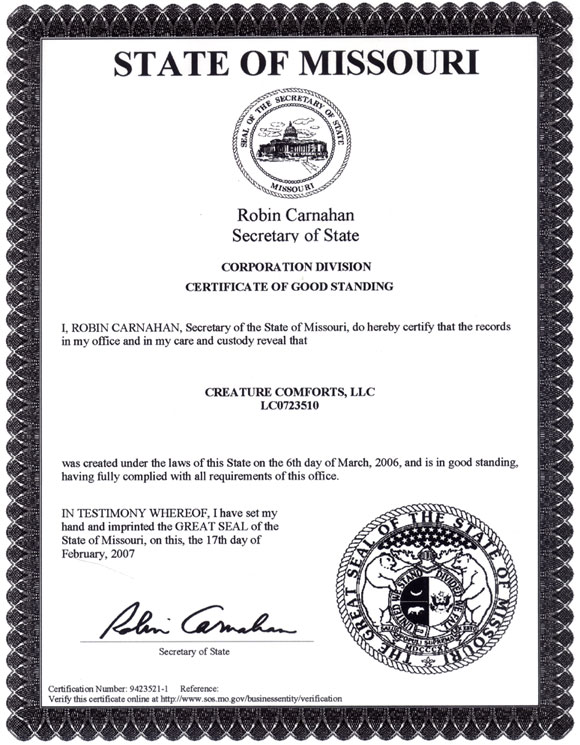 STATE OF MISSOURI
SEAL OF THE SECRETARY OF STATE
MISSOURI
Robin Carnahan
Secretary of State
CORPORATION DIVISION
CERTIFICATE OF GOOD STANDING
I, ROBIN CARNAHAN, Secretary of the State of Missouri, do hereby certify that the records
in my office and in my care and custody reveal that
CREATURE COMFORTS, LLC
LC0723510
was created under the laws of this State on the 6th day of March, 2006, and is in good standing,
having fully complied with all requirements of this office.
IN TESTIMONY WHEREOF, I have set my
hand and imprinted the GREAT SEAL of the
State of Missouri, on this, the 17th day of
February, 2007
THE GREAT SEAL OF THE STATE OF MISSOURI
UNITED WE STAND DIVIDED WE FALL
SALUS POPULI SUPREMA LEX ESTO
MDCCCXX
Robin Carnahan
Secretary of State
Certification Number: 9423521-1 Reference:
Verify this certificate online at http://www.sos.mo.gov/businessentity/verification